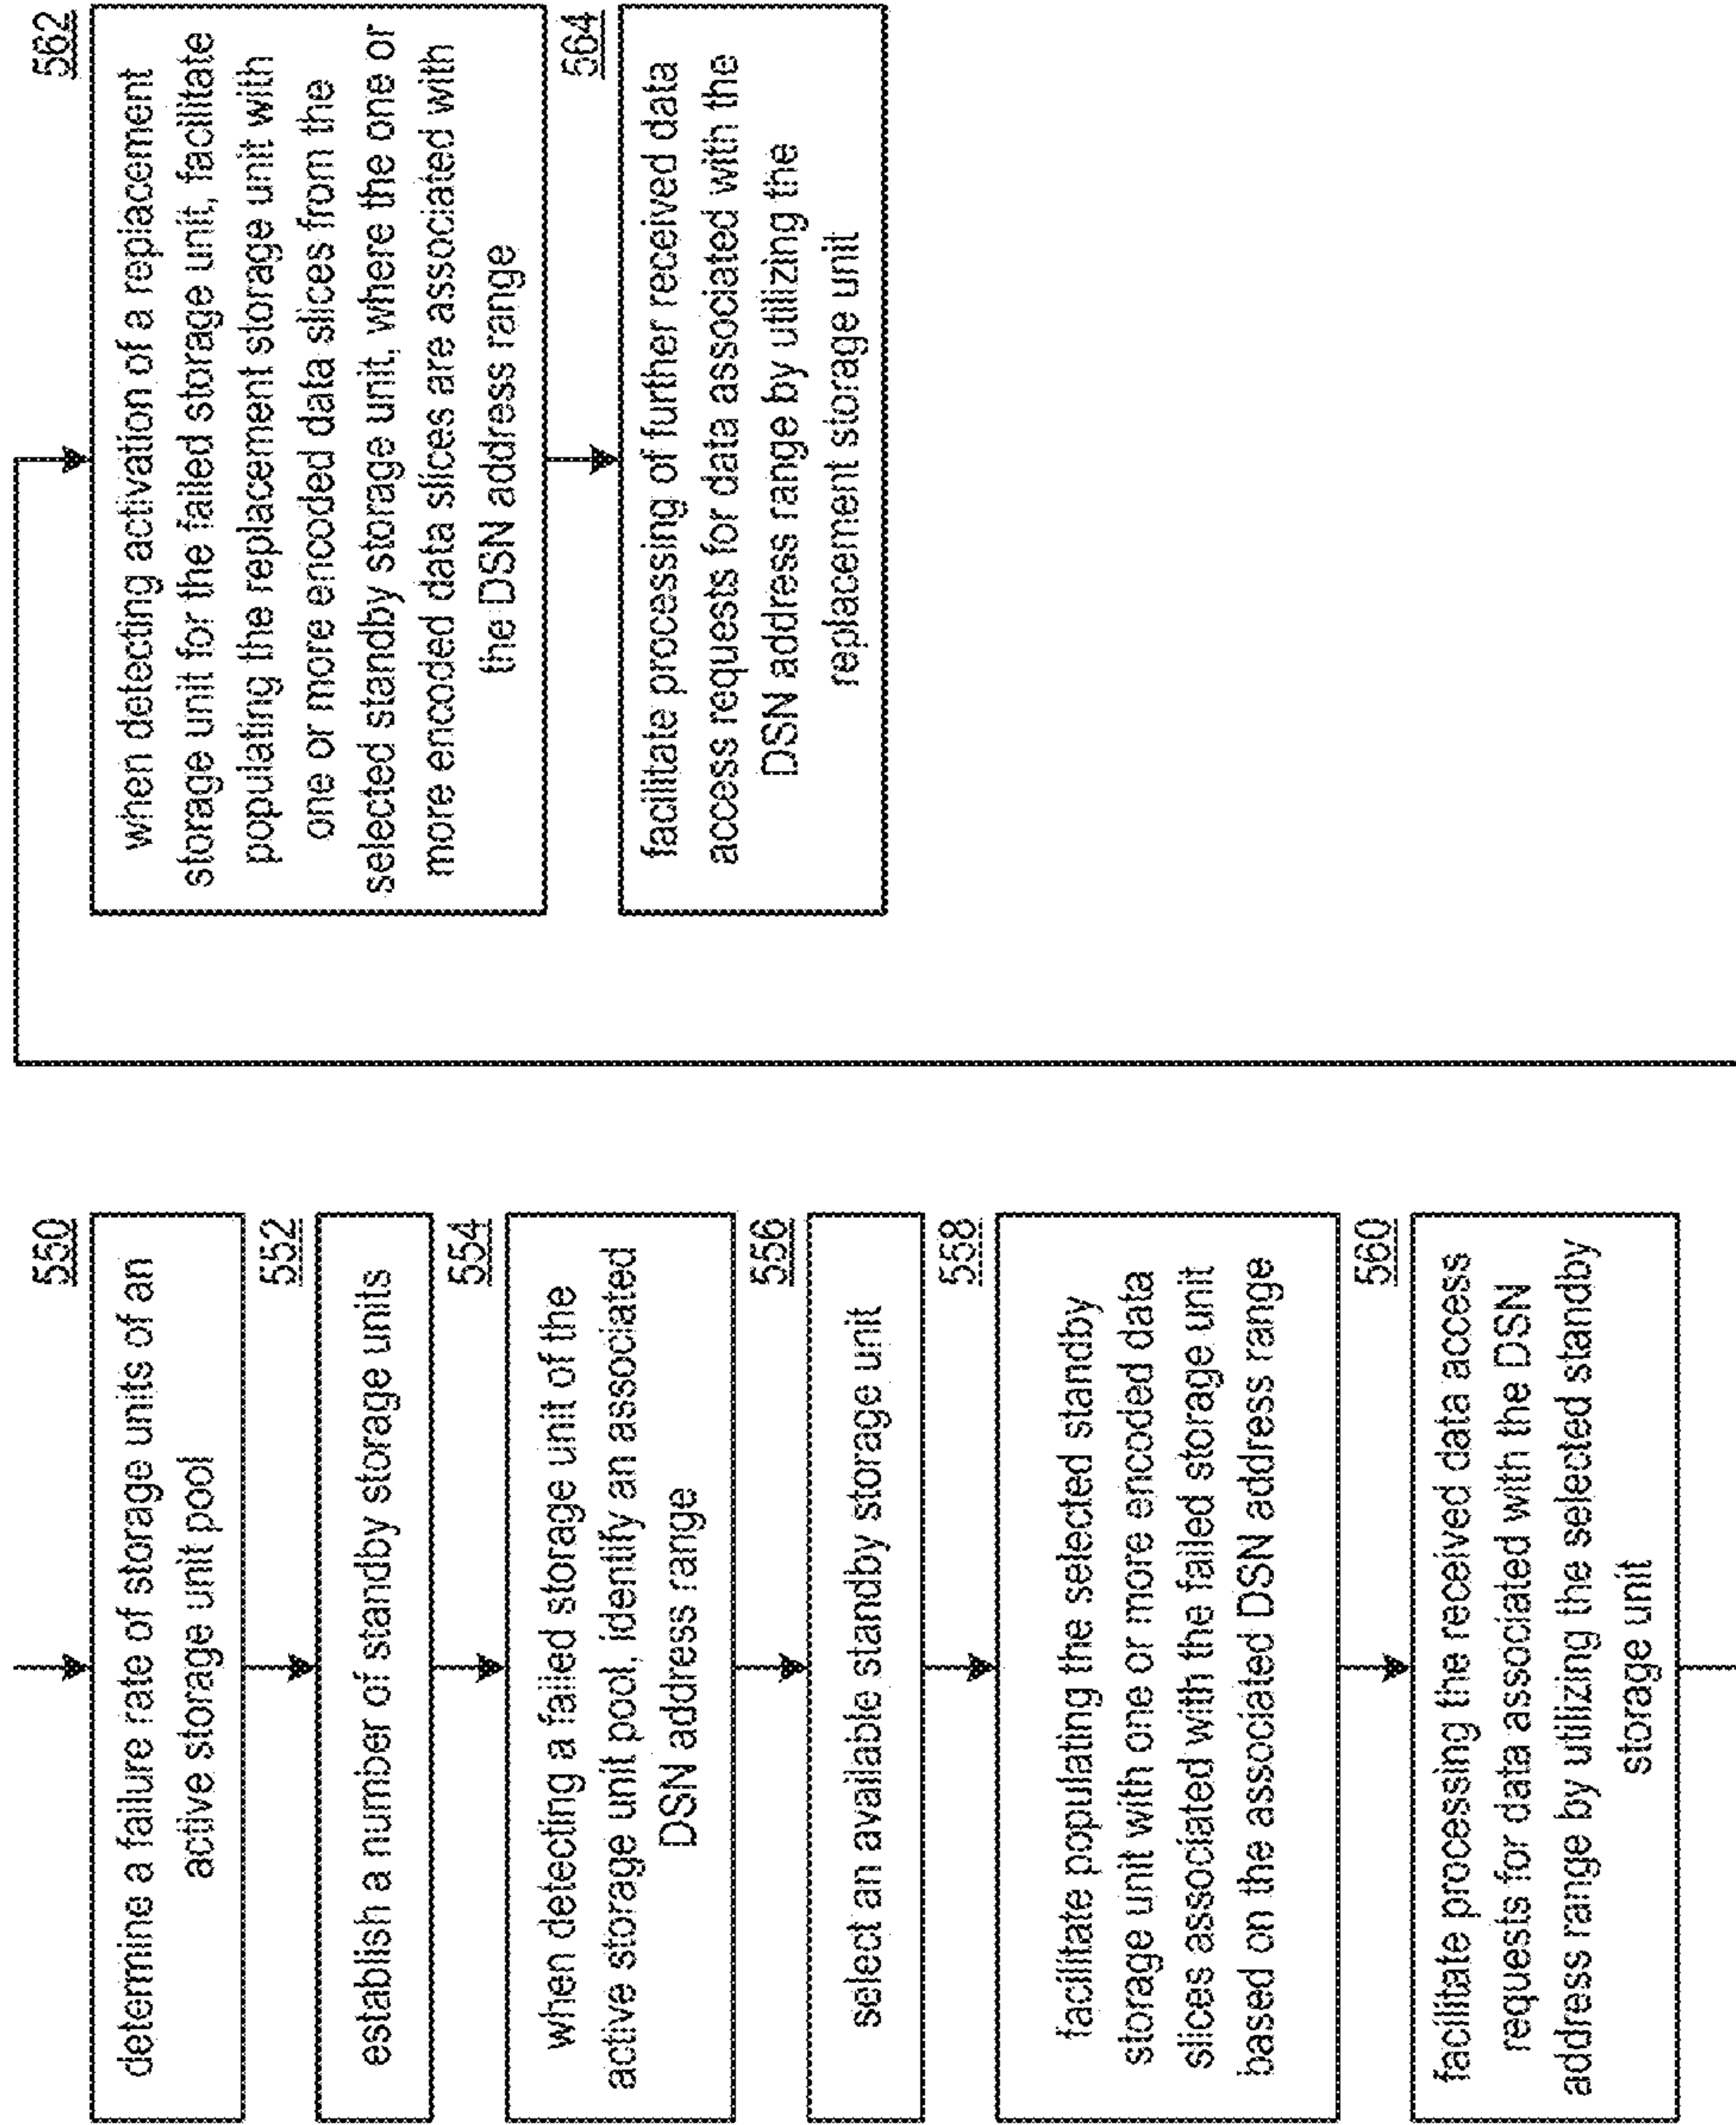 550
determine a failure rate of storage units of an
active storage unit pool
552
establish a number of standby storage units
554
when detecting a failed storage unit of the
active storage unit pool, identify an associated
DSN address range
556
select an available standby storage unit
558
facilitate populating the selected standby
storage unit with one or more encoded data
slices associated with the failed storage unit
based on the associated DSN address range
560
facilitate processing the received data access
requests for data associated with the DSN
address range by utilizing the selected standby
storage unit
562
when detecting activation of a replacement
storage unit for the failed storage unit, facilitate
populating the replacement storage unit with
one or more encoded data slices from the
selected standby storage unit, where the one or
more encoded data slices are associated with
the DSN address range
564
facilitate processing of further received data
access requests for data associated with the
DSN address range by utilizing the
replacement storage unit